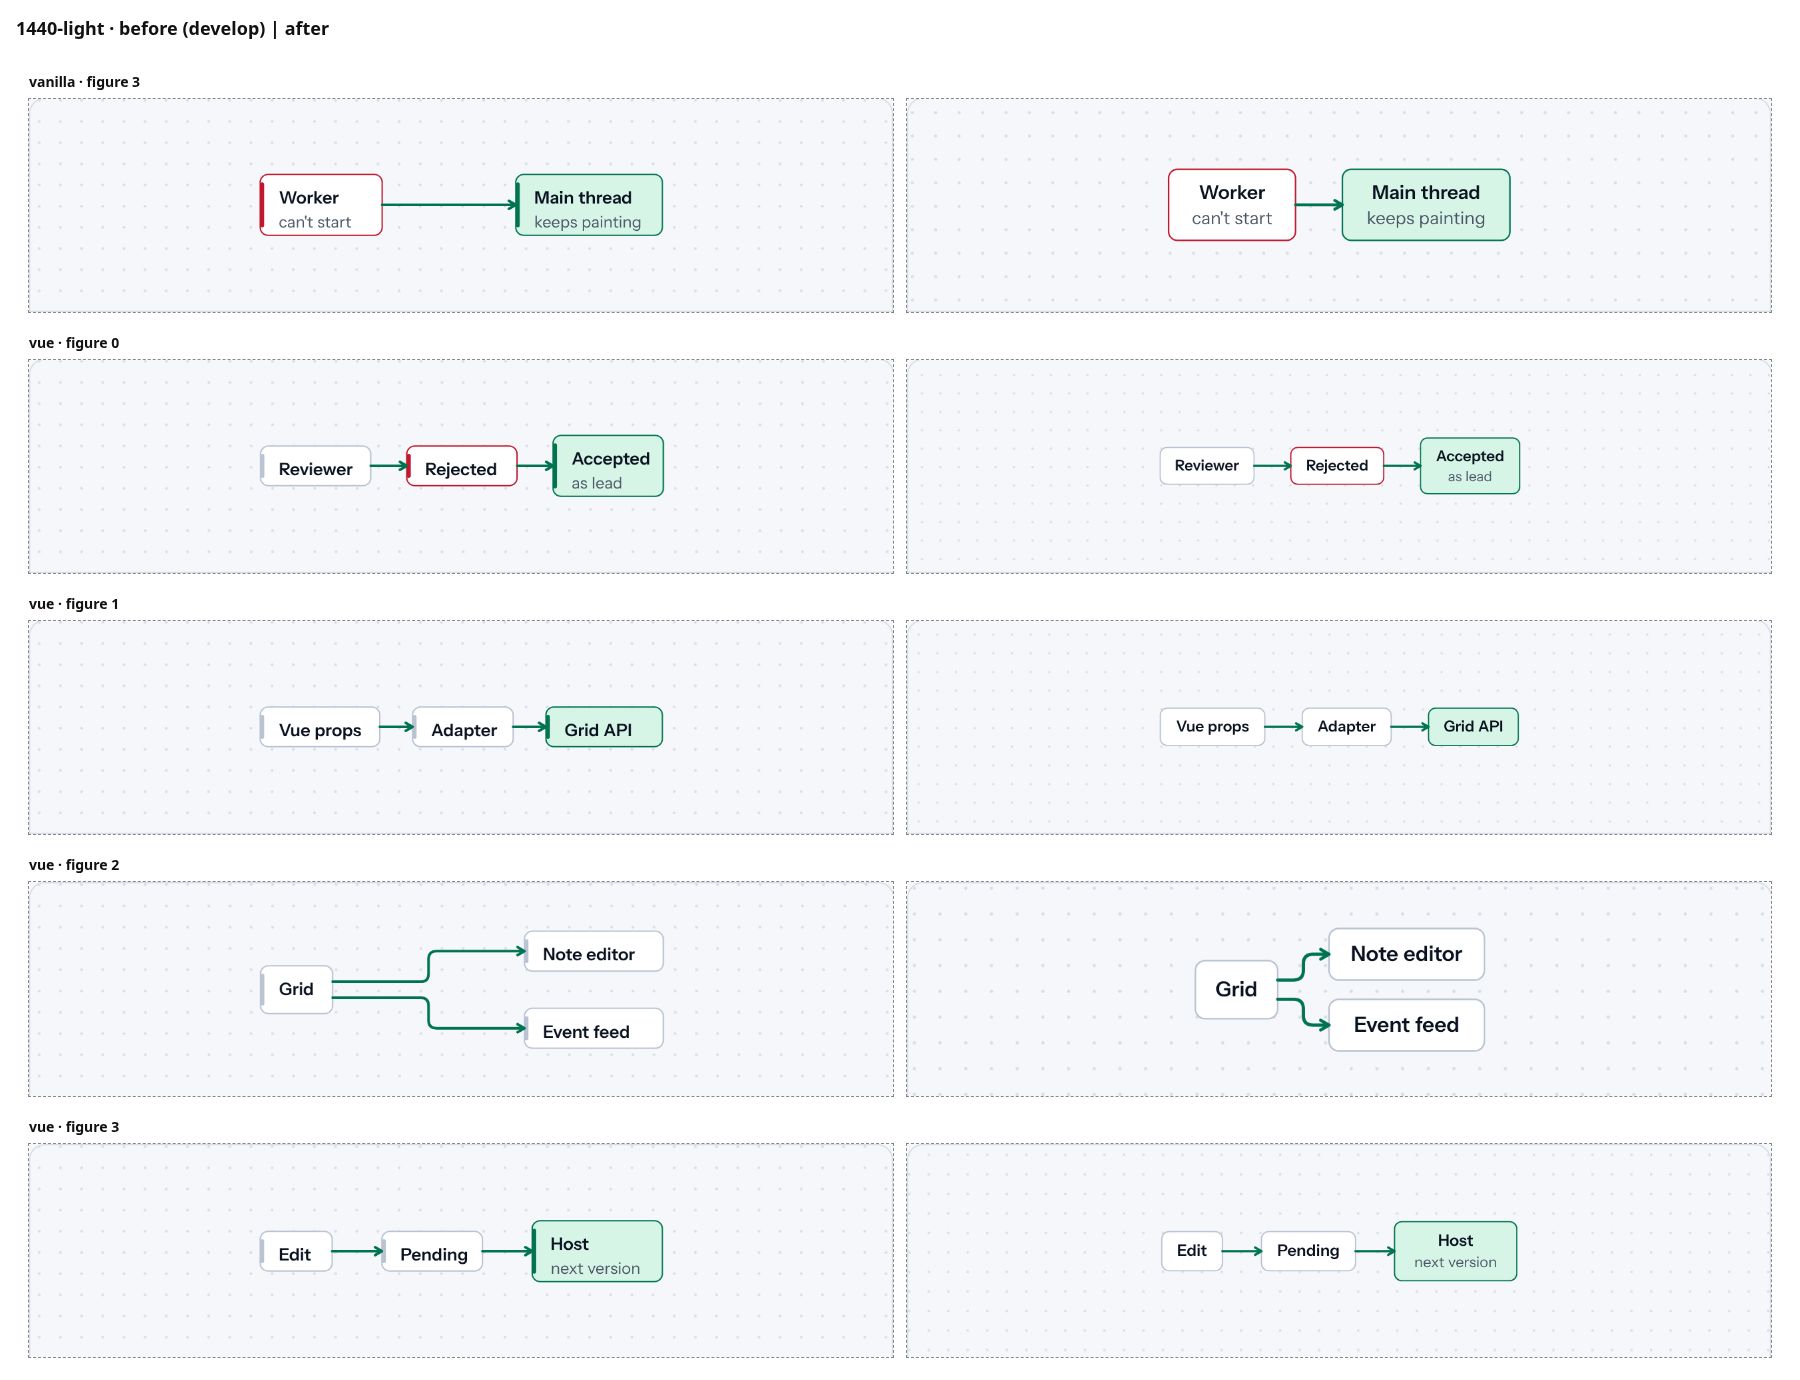 1440-light · before (develop) | after
vanilla · figure 3
Worker
can't start
Main thread
keeps painting
Worker
can't start
Main thread
keeps painting
vue · figure 0
Reviewer
Rejected
Accepted
as lead
Reviewer
Rejected
Accepted
as lead
vue · figure 1
Vue props
Adapter
Grid API
Vue props
Adapter
Grid API
vue · figure 2
Grid
Note editor
Event feed
Grid
Note editor
Event feed
vue · figure 3
Edit
Pending
Host
next version
Edit
Pending
Host
next version